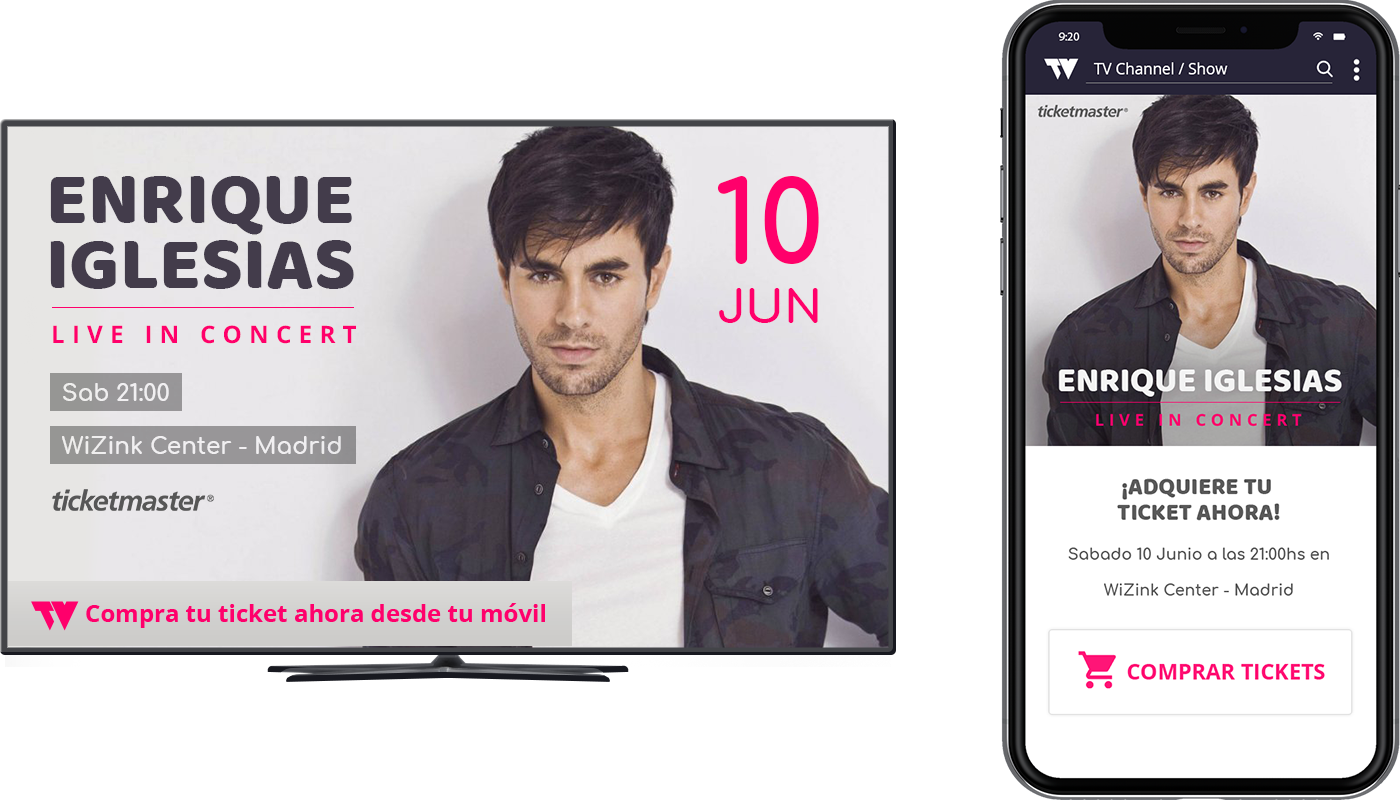 ENRIQUE
IGLESIAS
LIVE IN CONCERT
Sab 21:00
WiZink Center - Madrid
ticketmaster®
10
JUN
TV Compra tu ticket ahora desde tu móvil
9:20
TV TV Channel / Show
ticketmaster®
ENRIQUE IGLESIAS
LIVE IN CONCERT
¡ADQUIERE TU
TICKET AHORA!
Sabado 10 Junio a las 21:00hs en
WiZink Center - Madrid
COMPRAR TICKETS